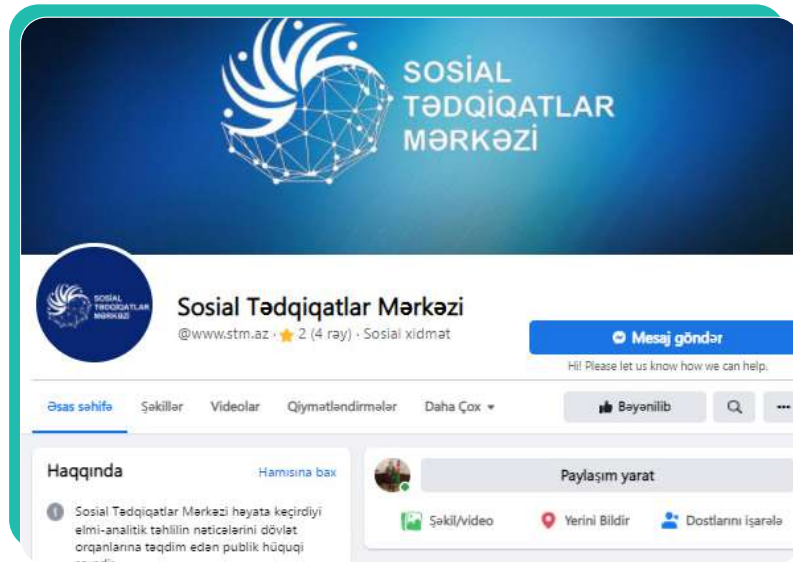 SOSİAL
TƏDQİQATLAR
MƏRKƏZİ
SOSİAL
TƏDQİQATLAR
MƏRKƏZİ
Sosial Tədqiqatlar Mərkəzi
@www.stm.az · 2 (4 rəy) · Sosial xidmət
Mesaj göndər
Hi! Please let us know how we can help.
Əsas səhifə Şəkillər Videolar Qiymətləndirmələr Daha Çox
Bəyənilib
Haqqında Hamısına bax
Paylaşım yarat
Sosial Tədqiqatlar Mərkəzi həyata keçirdiyi
elmi-analitik təhlilin nəticələrini dövlət
orqanlarına təqdim edən publik hüquqi
Şəkil/video Yerini Bildir Dostlarını işarələ